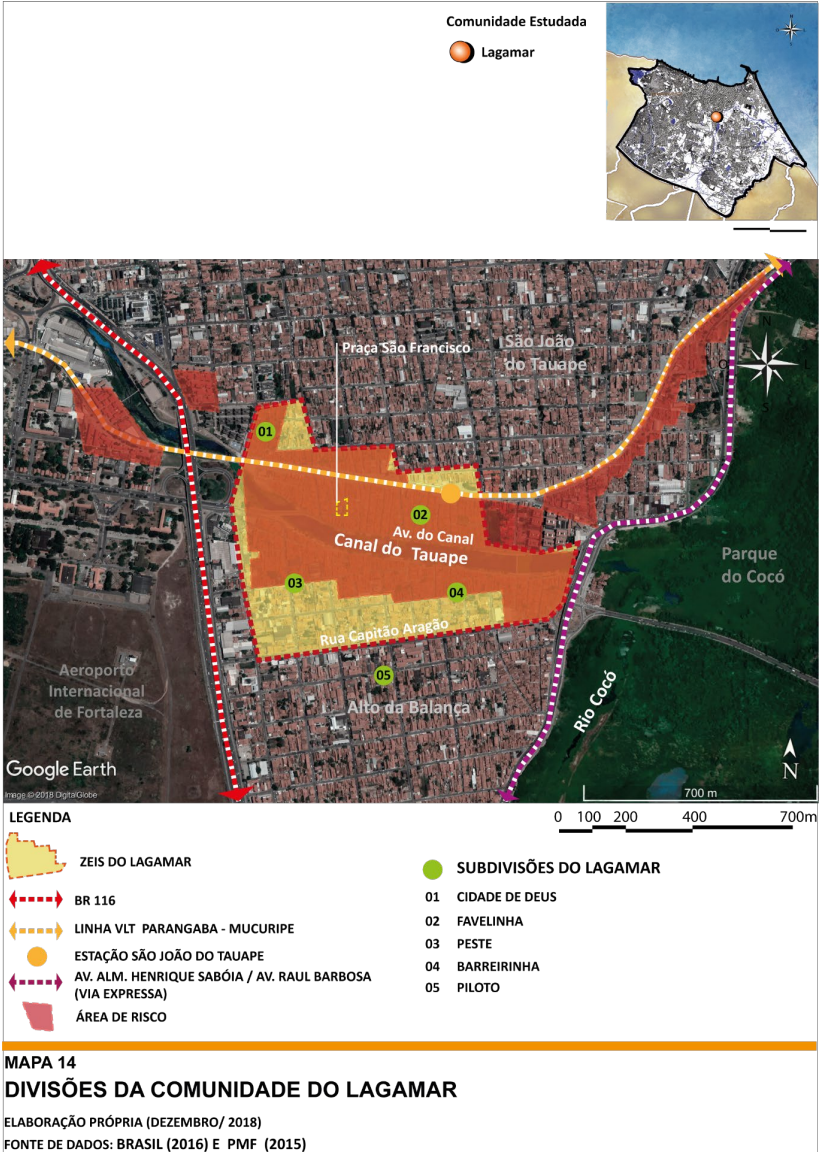 Comunidade Estudada
Lagamar
Praça São Francisco
São João
do Tauape
N
O
L
S
01
02
Av. do Canal
Canal do Tauape
03
04
Parque
do Cocó
Rua Capitão Aragão
05
Aeroporto
Internacional
de Fortaleza
Alto da Balança
Rio Cocó
Google Earth
Image © 2018 DigitalGlobe
N
700 m
LEGENDA
0 100 200 400 700m
ZEIS DO LAGAMAR
BR 116
LINHA VLT PARANGABA - MUCURIPE
ESTAÇÃO SÃO JOÃO DO TAUAPE
AV. ALM. HENRIQUE SABÓIA / AV. RAUL BARBOSA
(VIA EXPRESSA)
ÁREA DE RISCO
SUBDIVISÕES DO LAGAMAR
01 CIDADE DE DEUS
02 FAVELINHA
03 PESTE
04 BARREIRINHA
05 PILOTO
MAPA 14
DIVISÕES DA COMUNIDADE DO LAGAMAR
ELABORAÇÃO PRÓPRIA (DEZEMBRO/ 2018)
FONTE DE DADOS: BRASIL (2016) E PMF (2015)